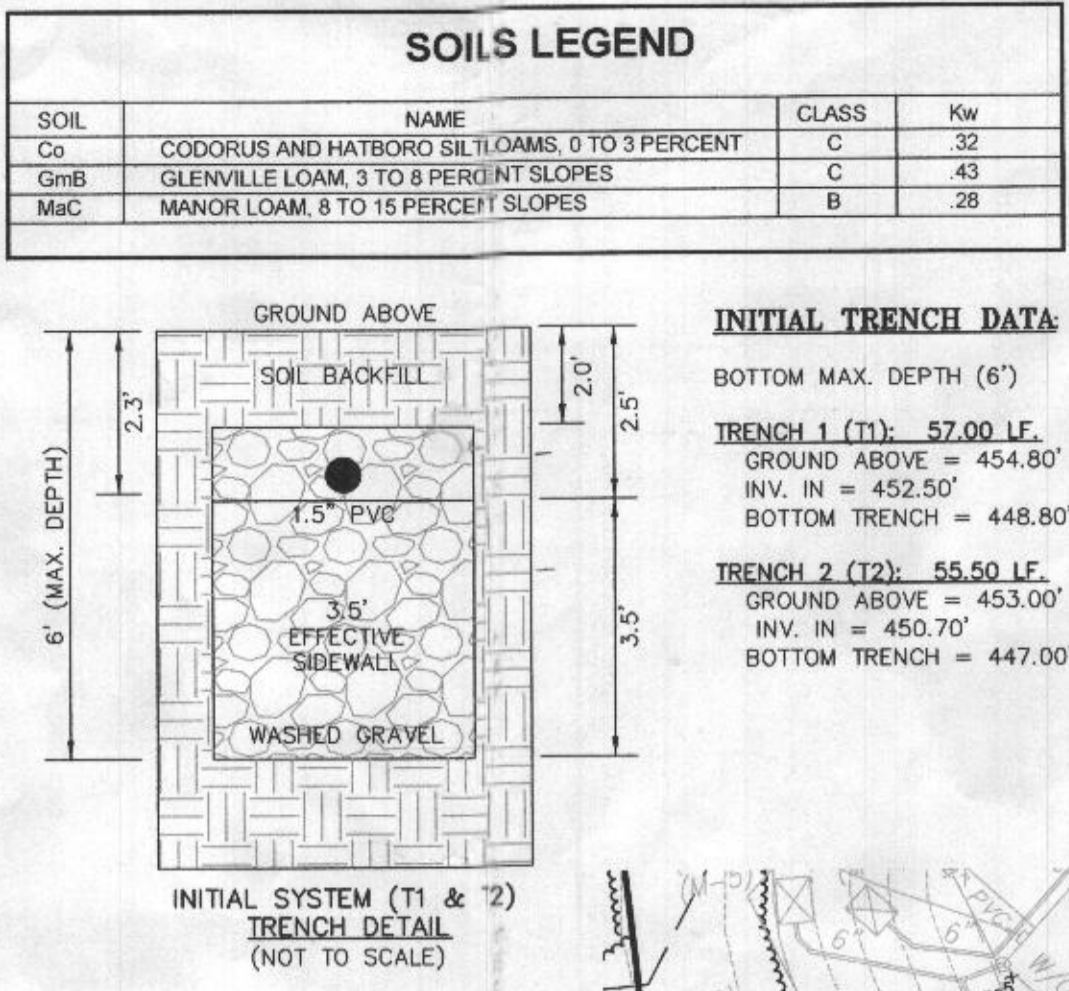 SOILS LEGEND
SOIL NAME CLASS Kw
Co CODORUS AND HATBORO SILTLOAMS, 0 TO 3 PERCENT C .32
GmB GLENVILLE LOAM, 3 TO 8 PERCENT SLOPES C .43
MaC MANOR LOAM, 8 TO 15 PERCENT SLOPES B .28
GROUND ABOVE
SOIL BACKFILL
2.3'
2.0'
2.5'
6' (MAX. DEPTH)
1.5" PVC
3.5'
EFFECTIVE
SIDEWALL
3.5'
WASHED GRAVEL
INITIAL SYSTEM (T1 & T2)
TRENCH DETAIL
(NOT TO SCALE)
INITIAL TRENCH DATA:
BOTTOM MAX. DEPTH (6')
TRENCH 1 (T1): 57.00 LF.
GROUND ABOVE = 454.80'
INV. IN = 452.50'
BOTTOM TRENCH = 448.80'
TRENCH 2 (T2): 55.50 LF.
GROUND ABOVE = 453.00'
INV. IN = 450.70'
BOTTOM TRENCH = 447.00'
6"
6"
PVC